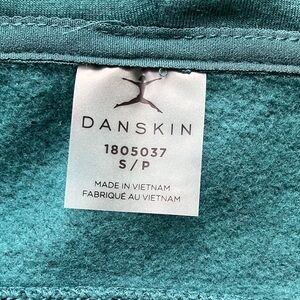 DANSKIN
1805037
S/P
MADE IN VIETNAM
FABRIQUÉ AU VIETNAM